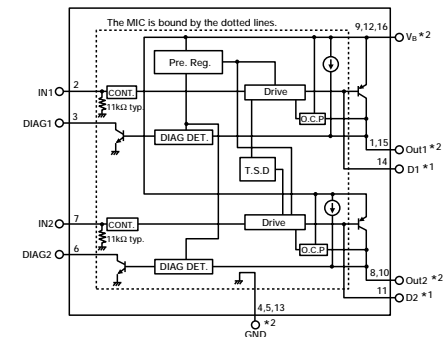 The MIC is bound by the dotted lines.
9,12,16
VB *2
Pre. Reg.
IN1
2
CONT.
Drive
11kΩ typ.
O.C.P
DIAG1
3
DIAG DET.
1,15
Out1 *2
14
D1 *1
T.S.D
IN2
7
CONT.
Drive
11kΩ typ.
O.C.P
DIAG2
6
DIAG DET.
8,10
Out2 *2
11
D2 *1
4,5,13
*2
GND